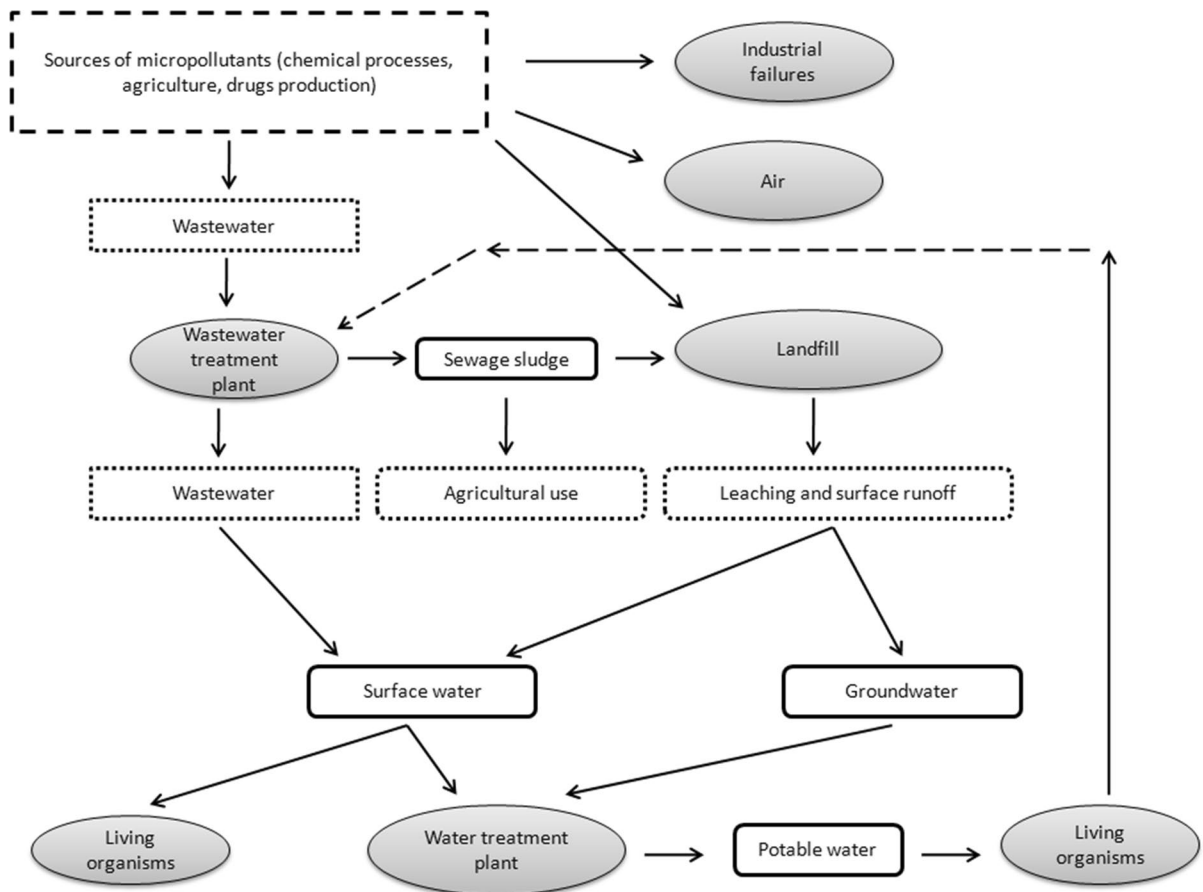 Sources of micropollutants (chemical processes,
agriculture, drugs production)
Industrial
failures
Air
Wastewater
Wastewater
treatment
plant
Sewage sludge
Landfill
Wastewater
Agricultural use
Leaching and surface runoff
Surface water
Groundwater
Living
organisms
Water treatment
plant
Potable water
Living
organisms